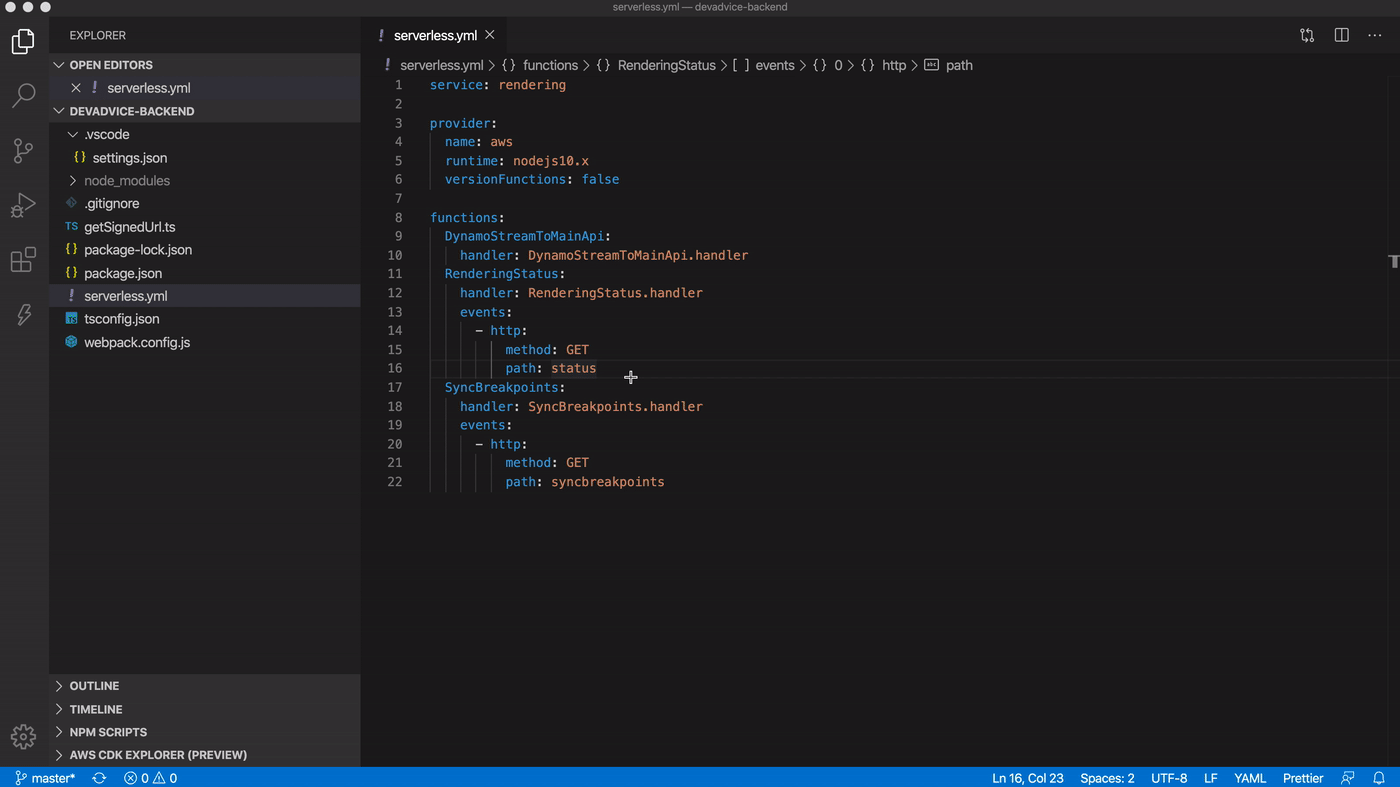 serverless.yml — devadvice-backend
EXPLORER
OPEN EDITORS
serverless.yml
DEVADVICE-BACKEND
.vscode
{} settings.json
node_modules
.gitignore
TS getSignedUrl.ts
{} package-lock.json
{} package.json
! serverless.yml
TS tsconfig.json
webpack.config.js
OUTLINE
TIMELINE
NPM SCRIPTS
AWS CDK EXPLORER (PREVIEW)
! serverless.yml
! serverless.yml > {} functions > {} RenderingStatus > [ ] events > {} 0 > {} http > abc path
1 service: rendering
2
3 provider:
4 name: aws
5 runtime: nodejs10.x
6 versionFunctions: false
7
8 functions:
9 DynamoStreamToMainApi:
10 handler: DynamoStreamToMainApi.handler
11 RenderingStatus:
12 handler: RenderingStatus.handler
13 events:
14 - http:
15 method: GET
16 path: status
17 SyncBreakpoints:
18 handler: SyncBreakpoints.handler
19 events:
20 - http:
21 method: GET
22 path: syncbreakpoints
master* 0 0 Ln 16, Col 23 Spaces: 2 UTF-8 LF YAML Prettier